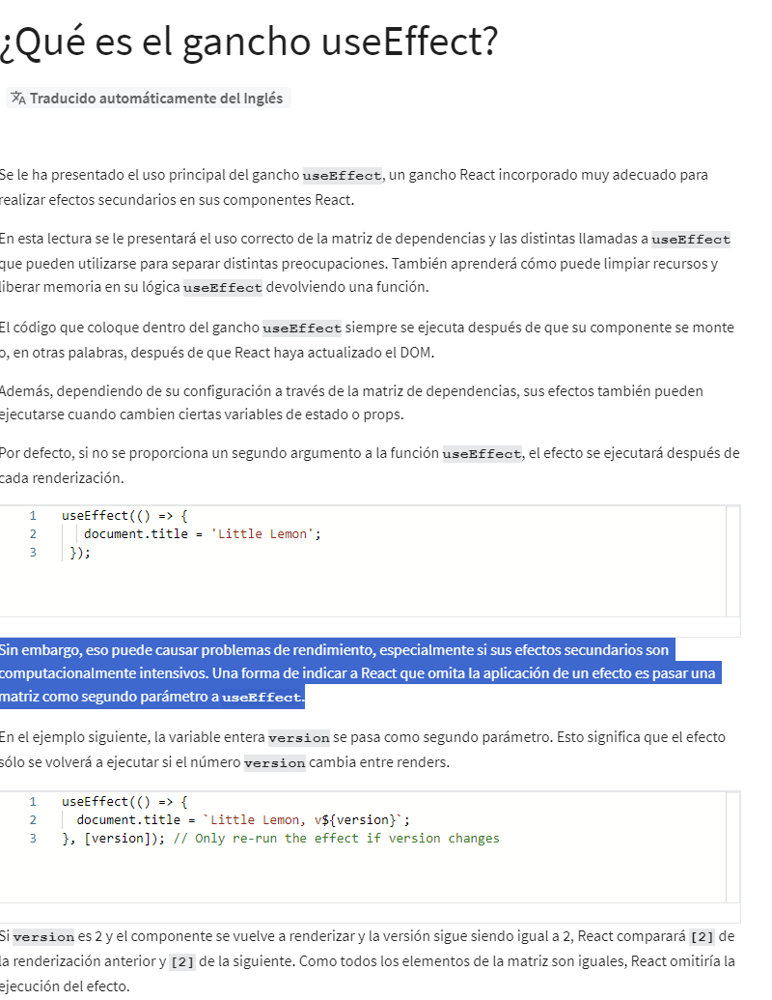 ¿Qué es el gancho useEffect?
Traducido automáticamente del Inglés
Se le ha presentado el uso principal del gancho useEffect, un gancho React incorporado muy adecuado para
realizar efectos secundarios en sus componentes React.
En esta lectura se le presentará el uso correcto de la matriz de dependencias y las distintas llamadas a useEffect
que pueden utilizarse para separar distintas preocupaciones. También aprenderá cómo puede limpiar recursos y
liberar memoria en su lógica useEffect devolviendo una función.
El código que coloque dentro del gancho useEffect siempre se ejecuta después de que su componente se monte
o, en otras palabras, después de que React haya actualizado el DOM.
Además, dependiendo de su configuración a través de la matriz de dependencias, sus efectos también pueden
ejecutarse cuando cambien ciertas variables de estado o props.
Por defecto, si no se proporciona un segundo argumento a la función useEffect, el efecto se ejecutará después de
cada renderización.
1 useEffect(() => {
2 document.title = 'Little Lemon';
3 });
Sin embargo, eso puede causar problemas de rendimiento, especialmente si sus efectos secundarios son
computacionalmente intensivos. Una forma de indicar a React que omita la aplicación de un efecto es pasar una
matriz como segundo parámetro a useEffect.
En el ejemplo siguiente, la variable entera version se pasa como segundo parámetro. Esto significa que el efecto
sólo se volverá a ejecutar si el número version cambia entre renders.
1 useEffect(() => {
2 document.title = `Little Lemon, v${version}`;
3 }, [version]); // Only re-run the effect if version changes
Si version es 2 y el componente se vuelve a renderizar y la versión sigue siendo igual a 2, React comparará [2] de
la renderización anterior y [2] de la siguiente. Como todos los elementos de la matriz son iguales, React omitiría la
ejecución del efecto.